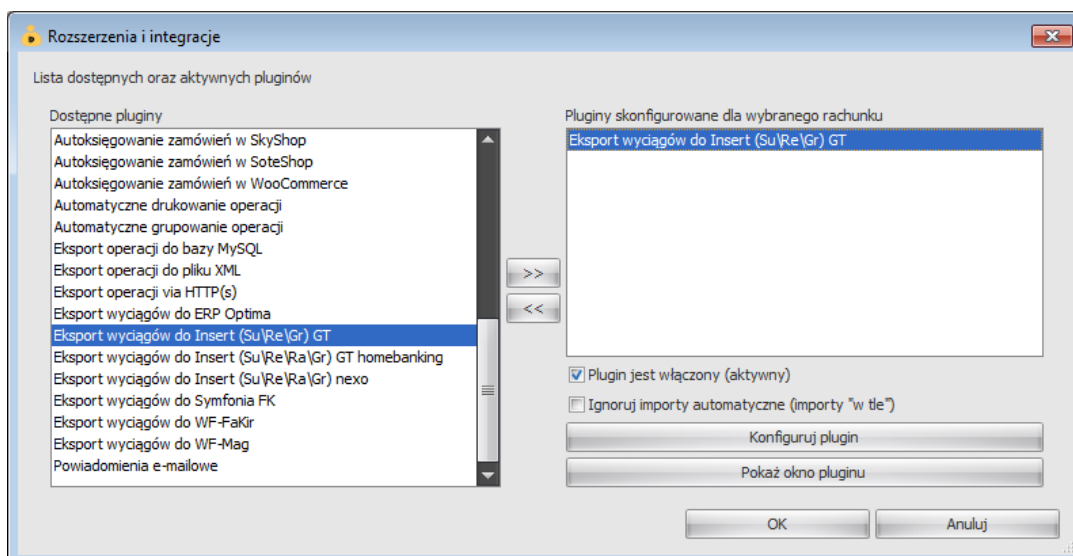 Rozszerzenia i integracje
Lista dostępnych oraz aktywnych pluginów
Dostępne pluginy
Autoksięgowanie zamówień w SkyShop
Autoksięgowanie zamówień w SoteShop
Autoksięgowanie zamówień w WooCommerce
Automatyczne drukowanie operacji
Automatyczne grupowanie operacji
Eksport operacji do bazy MySQL
Eksport operacji do pliku XML
Eksport operacji via HTTP(s)
Eksport wyciągów do ERP Optima
Eksport wyciągów do Insert (Su\Re\Gr) GT
Eksport wyciągów do Insert (Su\Re\Ra\Gr) GT homebanking
Eksport wyciągów do Insert (Su\Re\Ra\Gr) nexo
Eksport wyciągów do Symfonia FK
Eksport wyciągów do WF-FaKir
Eksport wyciągów do WF-Mag
Powiadomienia e-mailowe
>>
<<
Pluginy skonfigurowane dla wybranego rachunku
Eksport wyciągów do Insert (Su\Re\Gr) GT
Plugin jest włączony (aktywny)
Ignoruj importy automatyczne (importy "w tle")
Konfiguruj plugin
Pokaż okno pluginu
OK
Anuluj